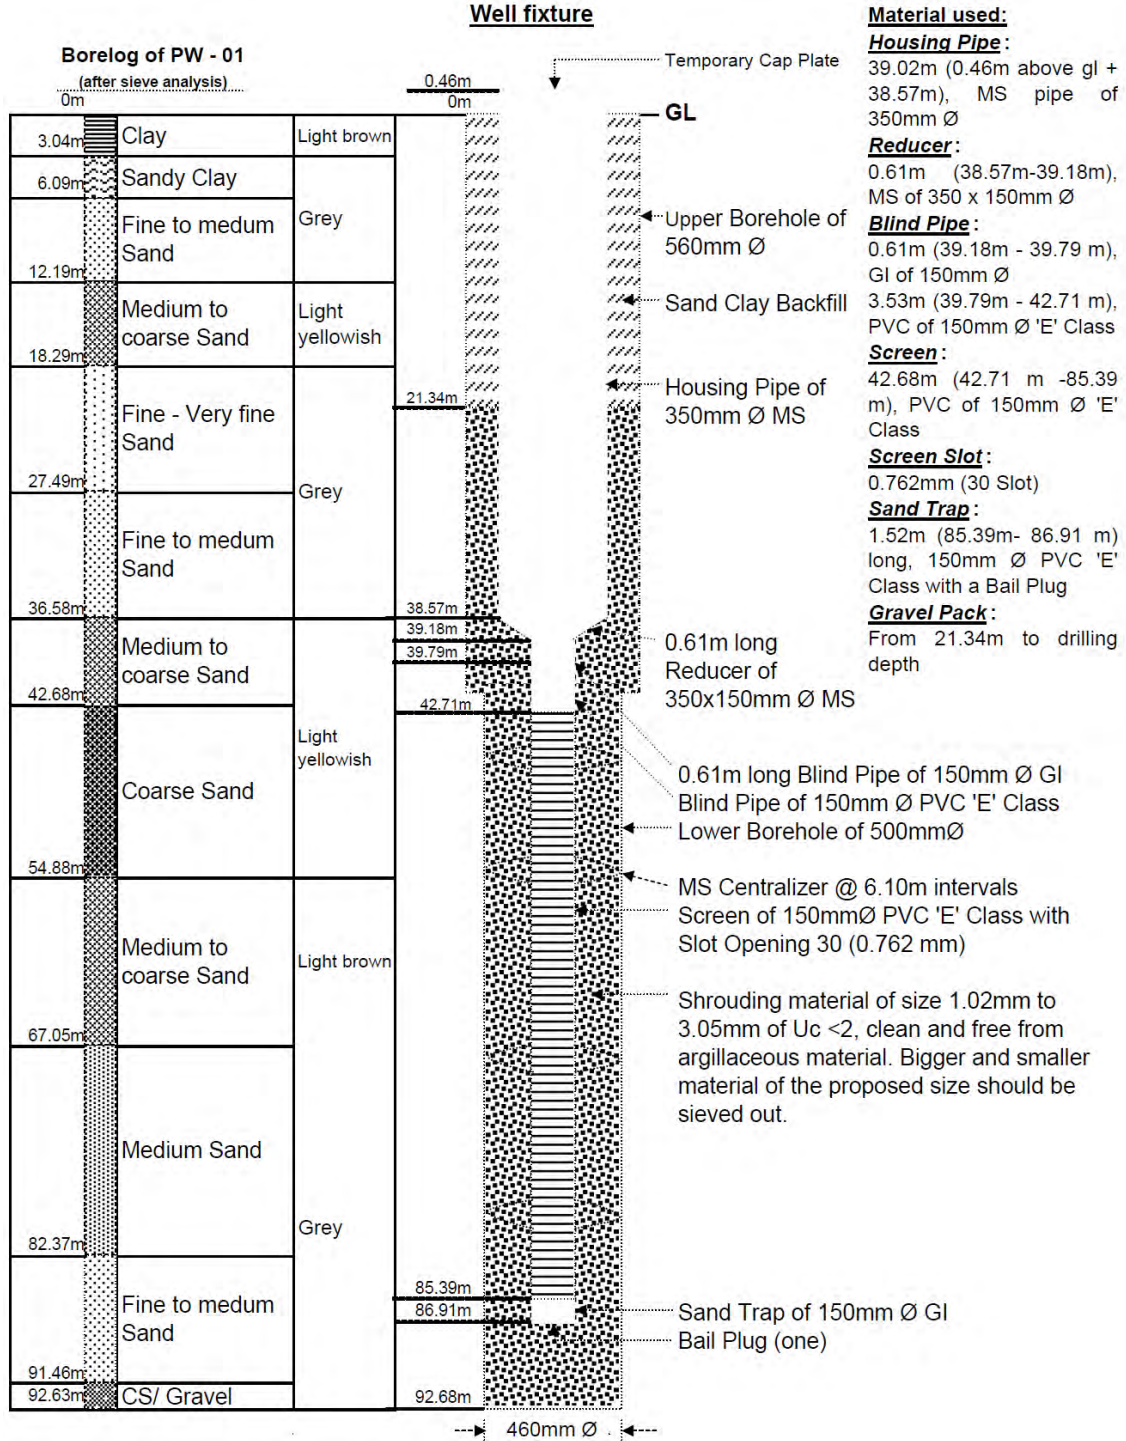 Well fixture
Borelog of PW - 01
(after sieve analysis)
0m
3.04m
Clay
Light brown
6.09m
Sandy Clay
Grey
12.19m
Fine to medum
Sand
18.29m
Medium to
coarse Sand
Light
yellowish
27.49m
Fine - Very fine
Sand
Grey
36.58m
Fine to medum
Sand
42.68m
Medium to
coarse Sand
Light
yellowish
54.88m
Coarse Sand
67.05m
Medium to
coarse Sand
Light brown
82.37m
Medium Sand
Grey
91.46m
Fine to medum
Sand
92.63m
CS/ Gravel
0.46m
0m
21.34m
38.57m
39.18m
39.79m
42.71m
85.39m
86.91m
92.68m
460mm Ø
Temporary Cap Plate
GL
Upper Borehole of
560mm Ø
Sand Clay Backfill
Housing Pipe of
350mm Ø MS
0.61m long
Reducer of
350x150mm Ø MS
0.61m long Blind Pipe of 150mm Ø GI
Blind Pipe of 150mm Ø PVC 'E' Class
Lower Borehole of 500mmØ
MS Centralizer @ 6.10m intervals
Screen of 150mmØ PVC 'E' Class with
Slot Opening 30 (0.762 mm)
Shrouding material of size 1.02mm to
3.05mm of Uc <2, clean and free from
argillaceous material. Bigger and smaller
material of the proposed size should be
sieved out.
Sand Trap of 150mm Ø GI
Bail Plug (one)
Material used:
Housing Pipe :
39.02m (0.46m above gl +
38.57m), MS pipe of
350mm Ø
Reducer :
0.61m (38.57m-39.18m),
MS of 350 x 150mm Ø
Blind Pipe :
0.61m (39.18m - 39.79 m),
GI of 150mm Ø
3.53m (39.79m - 42.71 m),
PVC of 150mm Ø 'E' Class
Screen :
42.68m (42.71 m -85.39
m), PVC of 150mm Ø 'E'
Class
Screen Slot :
0.762mm (30 Slot)
Sand Trap :
1.52m (85.39m- 86.91 m)
long, 150mm Ø PVC 'E'
Class with a Bail Plug
Gravel Pack :
From 21.34m to drilling
depth